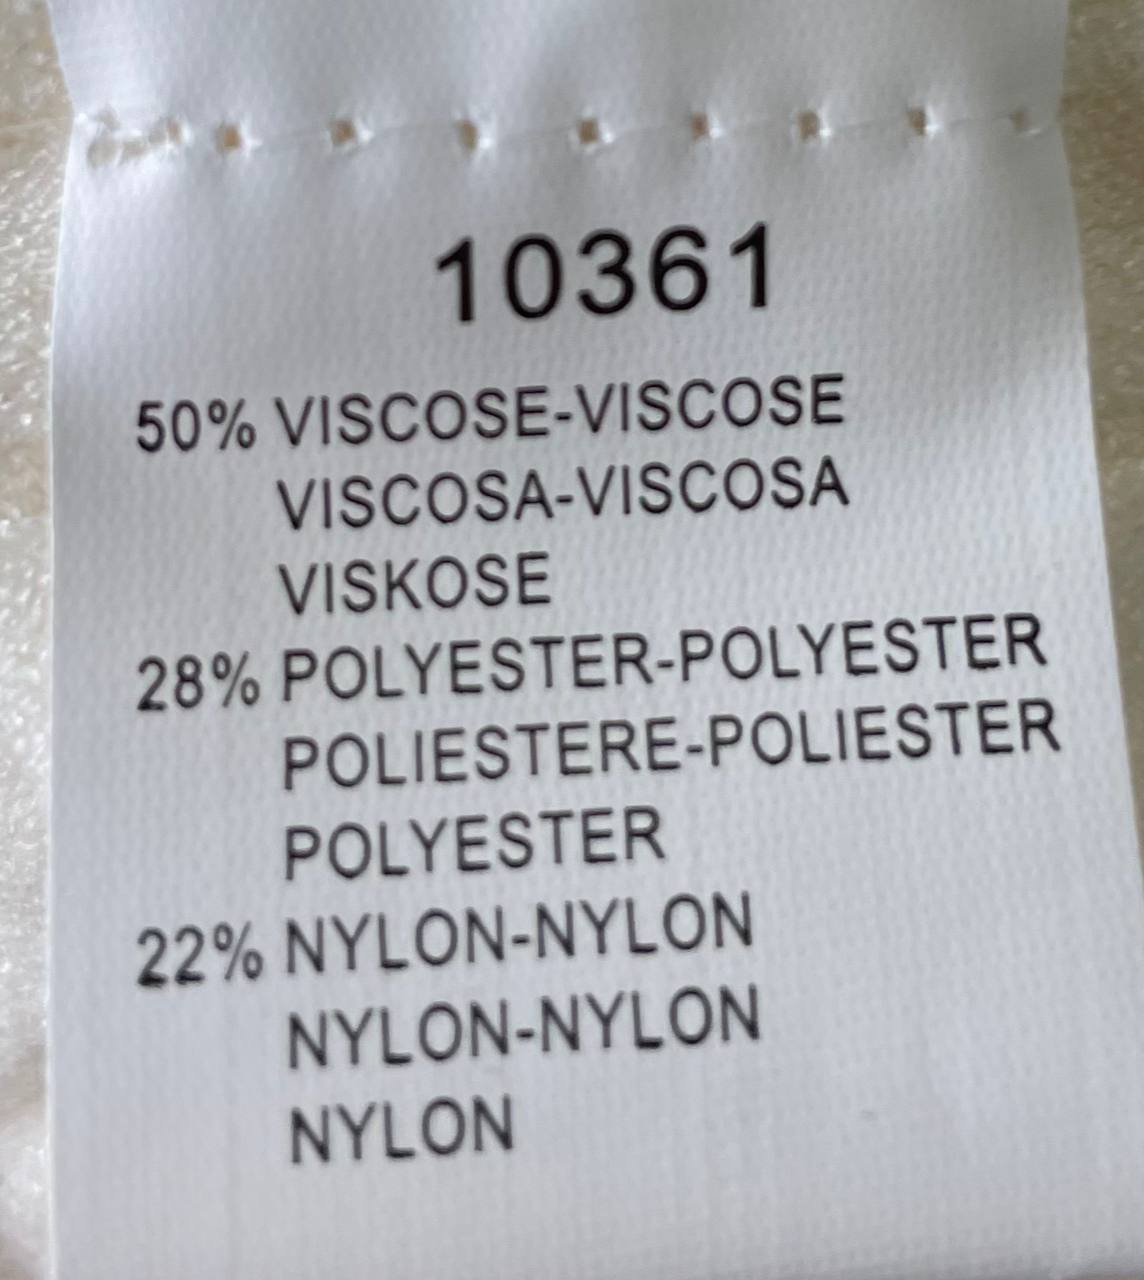 10361
50% VISCOSE-VISCOSE
VISCOSA-VISCOSA
VISKOSE
28% POLYESTER-POLYESTER
POLIESTERE-POLIESTER
POLYESTER
22% NYLON-NYLON
NYLON-NYLON
NYLON